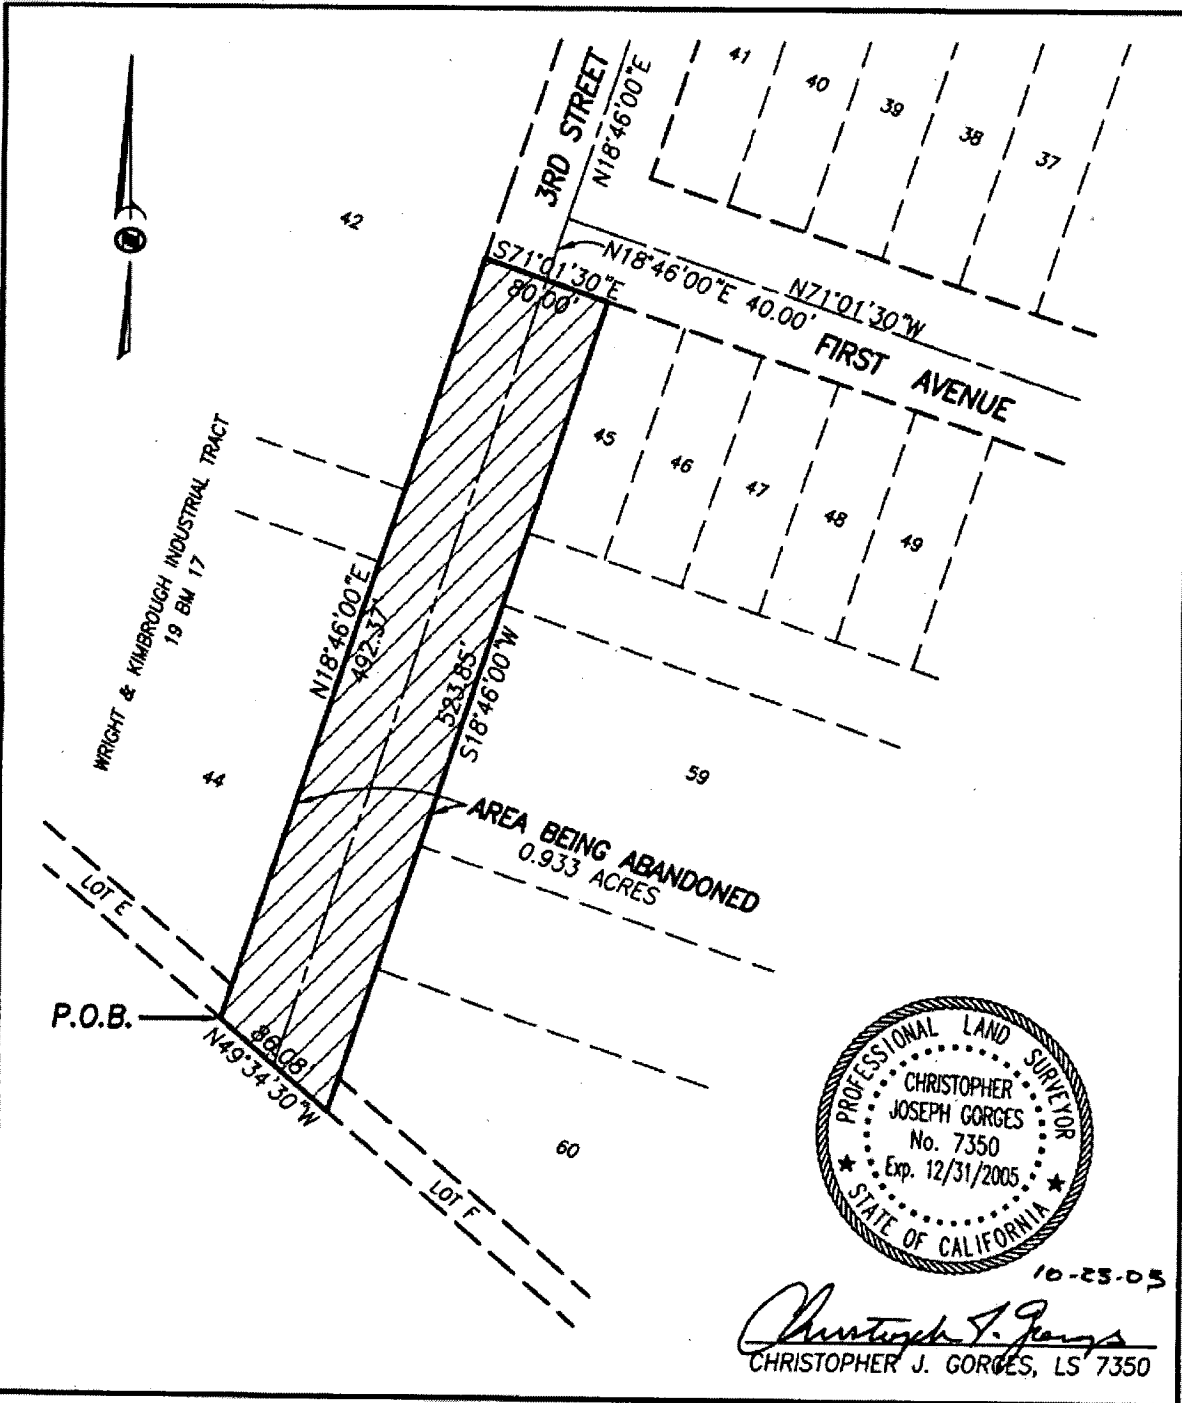 3RD STREET
N18°46'00"E
41
40
39
38
37
42
S71°01'30"E
80.00'
N18°46'00"E 40.00'
N71°01'30"W
FIRST AVENUE
45
46
47
48
49
WRIGHT & KIMBROUGH INDUSTRIAL TRACT
19 BM 17
N18°46'00"E
492.37'
523.85'
S18°46'00"W
44
59
AREA BEING ABANDONED
0.933 ACRES
LOT E
P.O.B.
86.08
N49°34'30"W
60
LOT F
PROFESSIONAL LAND SURVEYOR
CHRISTOPHER
JOSEPH GORGES
No. 7350
Exp. 12/31/2005
STATE OF CALIFORNIA
Christoph J. Gorges
CHRISTOPHER J. GORGES, LS 7350